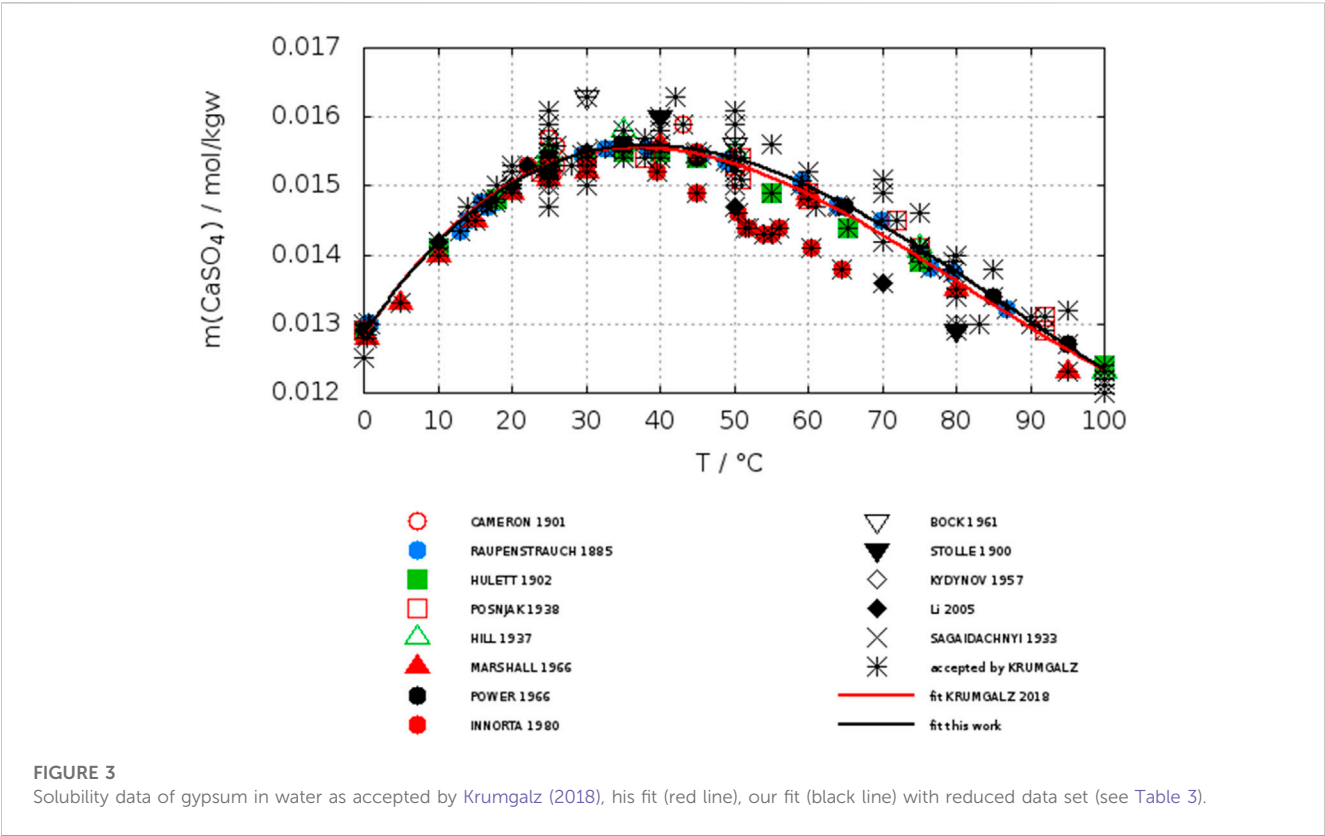 0.017
0.016
0.015
0.014
0.013
0.012
m(CaSO4) / mol/kgw
0 10 20 30 40 50 60 70 80 90 100
T / °C
CAMERON 1901
RAUPENSTRAUCH 1885
HULETT 1902
POSNJAK 1938
HILL 1937
MARSHALL 1966
POWER 1966
INNORTA 1980
BOCK 1961
STOLLE 1900
KYDYNOV 1957
Li 2005
SAGAIDACHNYI 1933
accepted by KRUMGALZ
fit KRUMGALZ 2018
fit this work
FIGURE 3
Solubility data of gypsum in water as accepted by Krumgalz (2018), his fit (red line), our fit (black line) with reduced data set (see Table 3).